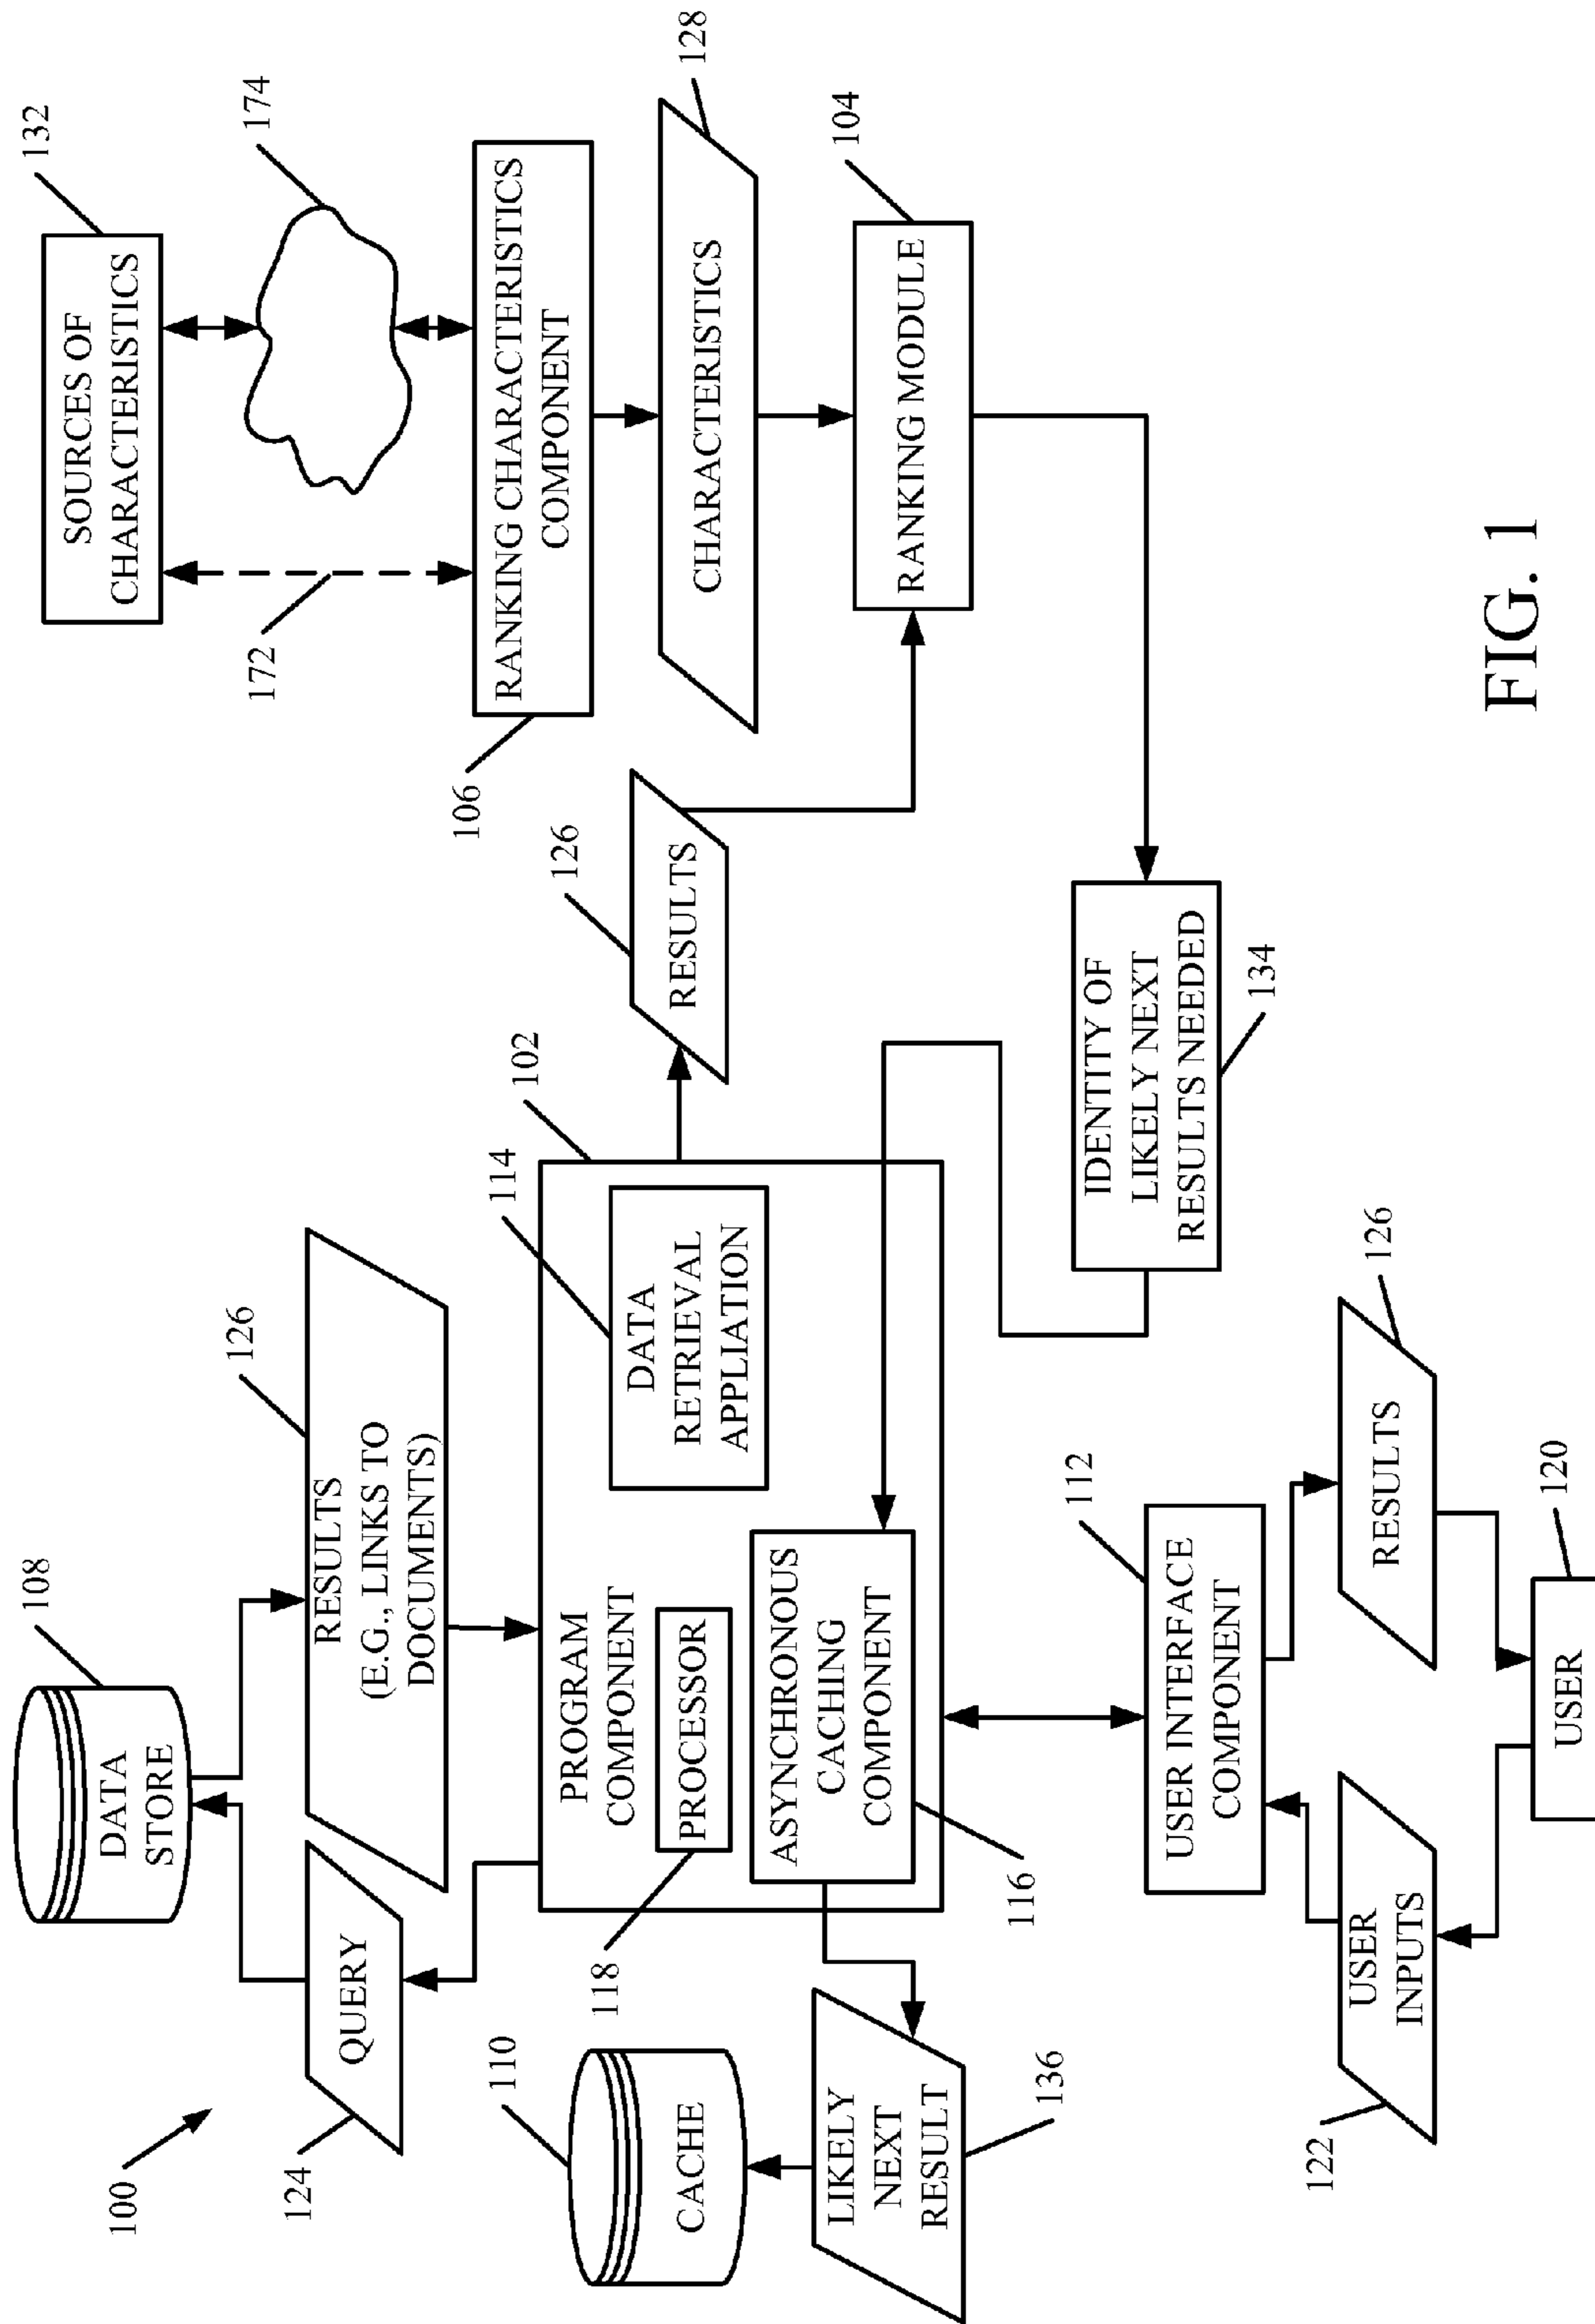 100
108
DATA
STORE
124
QUERY
126
RESULTS
(E.G., LINKS TO
DOCUMENTS)
110
CACHE
136
LIKELY
NEXT
RESULT
102
PROGRAM
COMPONENT
118
PROCESSOR
114
DATA
RETRIEVAL
APPLIATION
116
ASYNCHRONOUS
CACHING
COMPONENT
126
RESULTS
132
SOURCES OF
CHARACTERISTICS
172
174
106
RANKING CHARACTERISTICS
COMPONENT
128
CHARACTERISTICS
104
RANKING MODULE
IDENTITY OF
LIKELY NEXT
RESULTS NEEDED
134
112
USER INTERFACE
COMPONENT
122
USER
INPUTS
126
RESULTS
120
USER
FIG. 1